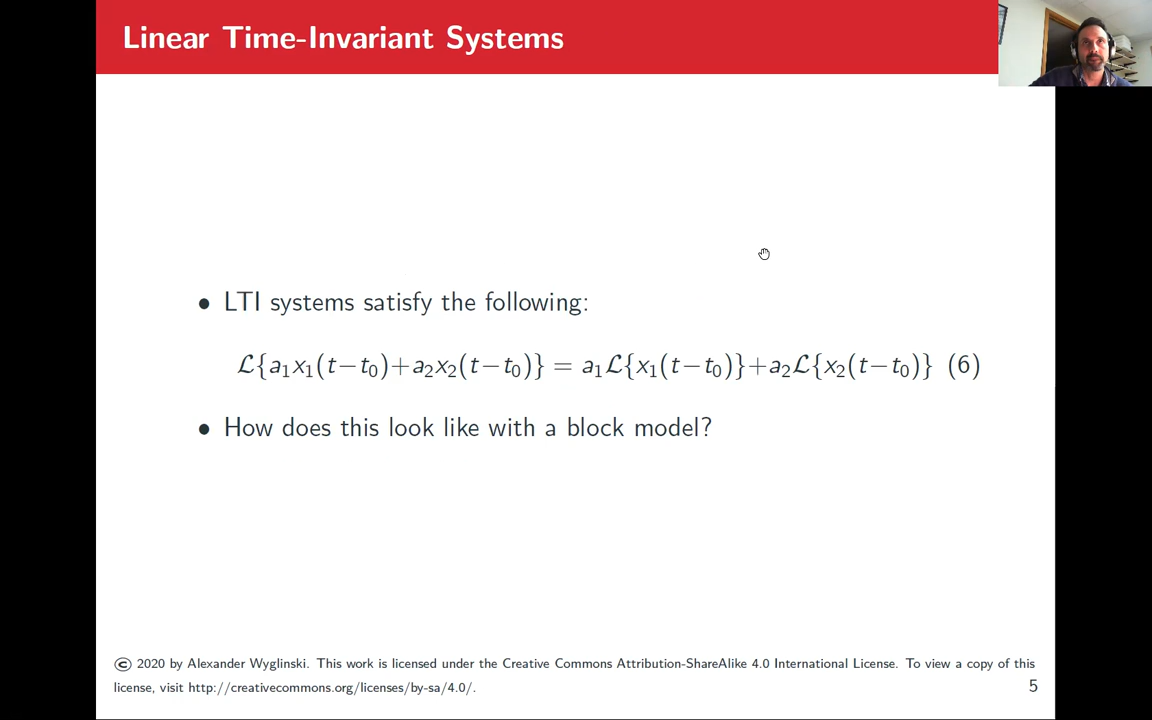 Linear Time-Invariant Systems
• LTI systems satisfy the following:
ℒ{a₁x₁(t−t₀)+a₂x₂(t−t₀)} = a₁ℒ{x₁(t−t₀)}+a₂ℒ{x₂(t−t₀)} (6)
• How does this look like with a block model?
© 2020 by Alexander Wyglinski. This work is licensed under the Creative Commons Attribution-ShareAlike 4.0 International License. To view a copy of this
license, visit http://creativecommons.org/licenses/by-sa/4.0/.
5